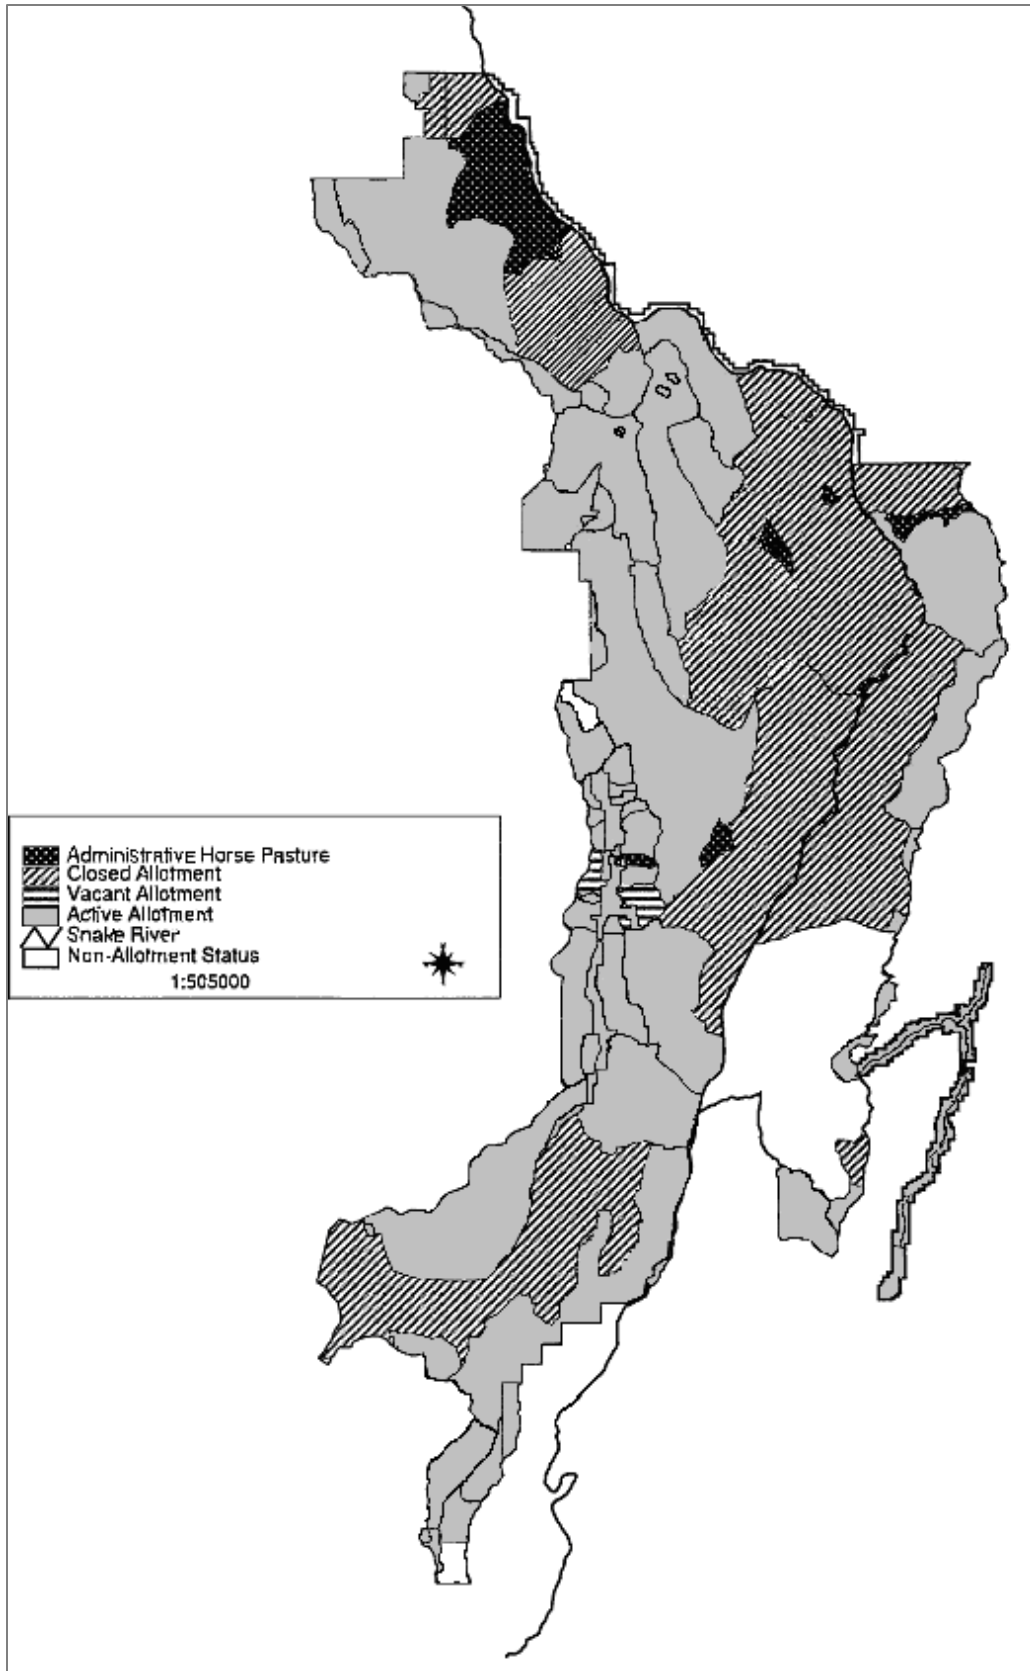 Administrative Horse Pasture
Closed Allotment
Vacant Allotment
Active Allotment
Snake River
Non-Allotment Status
1:505000